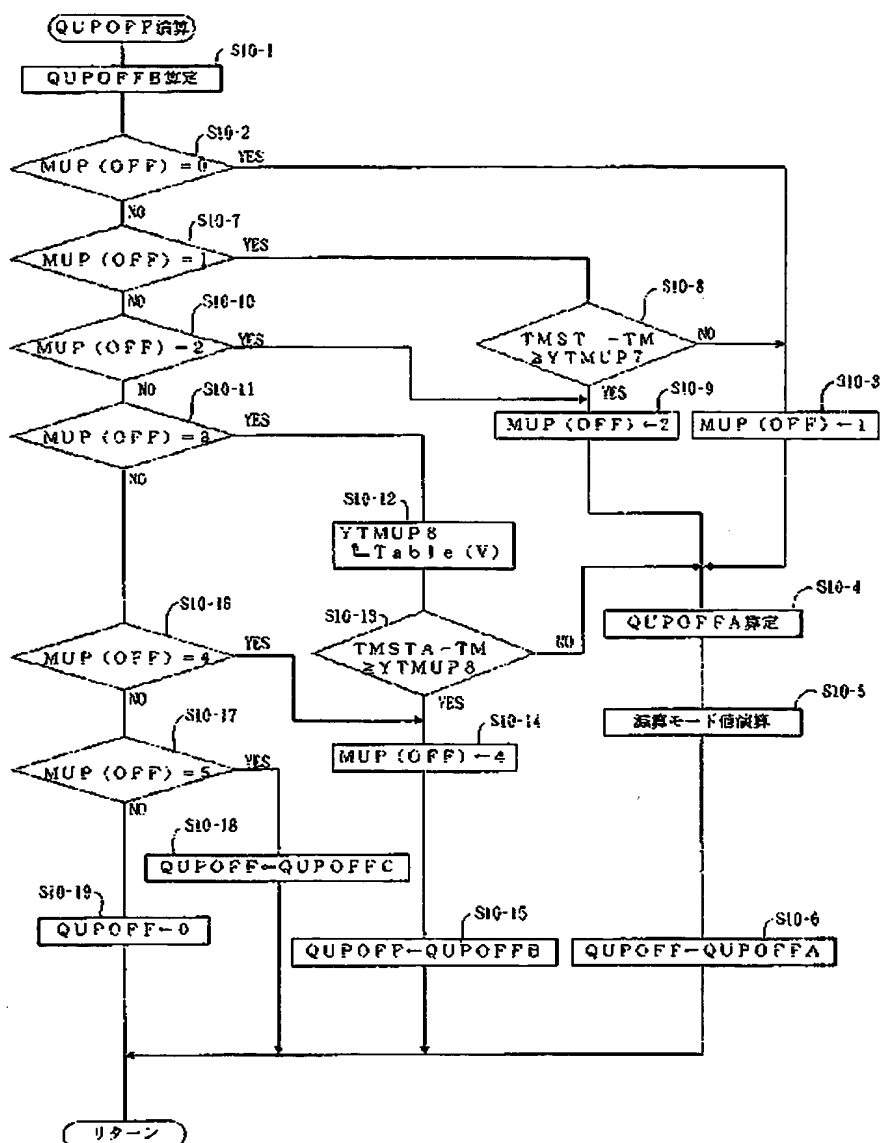 QUPOFF演算
S10-1
QUPOFFB算定
S10-2
MUP(OFF)=0
YES
NO
S10-7
MUP(OFF)=1
YES
NO
S10-8
TMST -TM
≧YTMUP7
NO
YES
S10-10
MUP(OFF)=2
YES
NO
S10-9
MUP(OFF)←2
S10-3
MUP(OFF)←1
S10-11
MUP(OFF)=3
YES
NO
S10-12
YTMUP8
Table(V)
S10-13
TMSTA-TM
≧YTMUP8
NO
YES
S10-4
QUPOFFA算定
S10-5
減算モード値演算
S10-16
MUP(OFF)=4
YES
NO
S10-14
MUP(OFF)←4
S10-17
MUP(OFF)=5
YES
NO
S10-18
QUPOFF←QUPOFFC
S10-19
QUPOFF←0
S10-15
QUPOFF←QUPOFFB
S10-6
QUPOFF←QUPOFFA
リターン